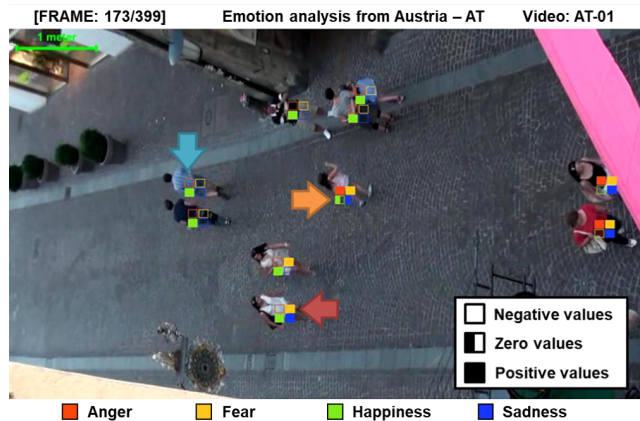 [FRAME: 173/399] Emotion analysis from Austria – AT Video: AT-01
1 meter
Negative values
Zero values
Positive values
Anger Fear Happiness Sadness